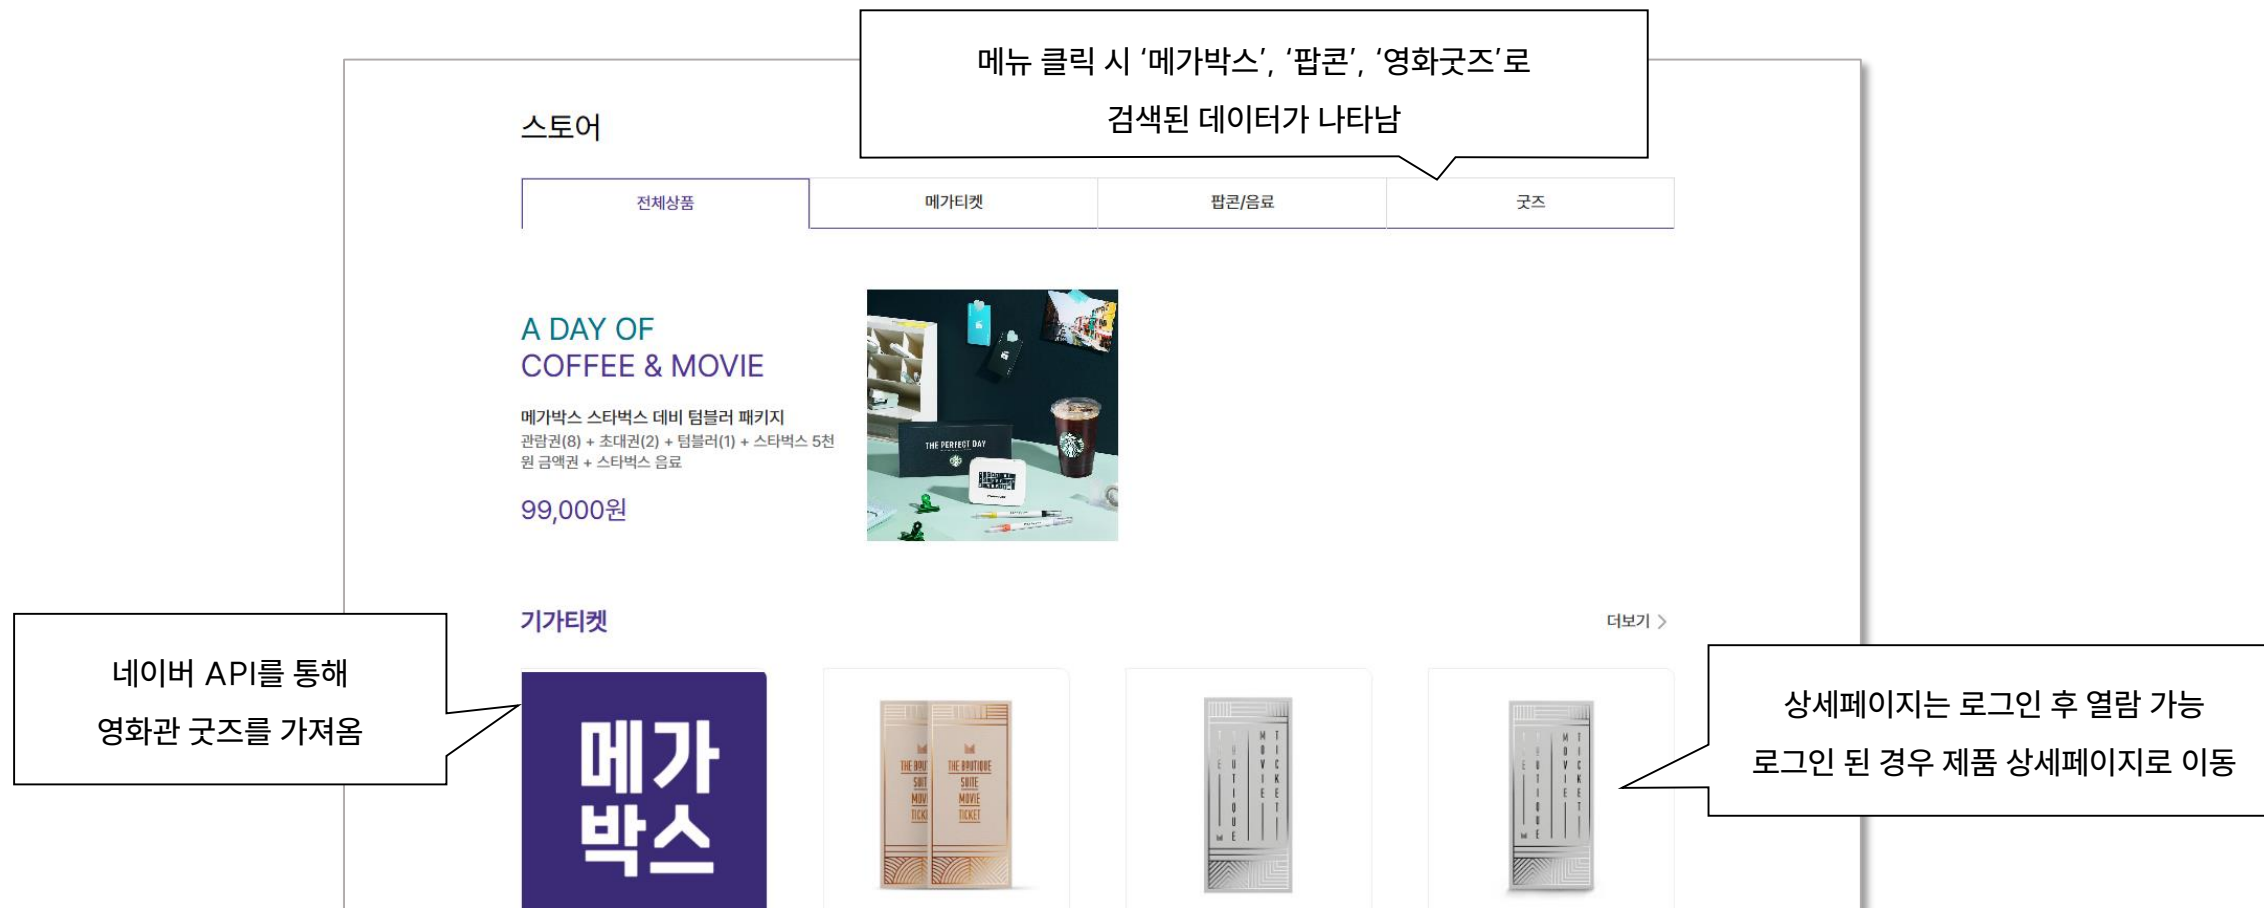 메뉴 클릭 시 ‘메가박스’, ‘팝콘’, ‘영화굿즈’로
검색된 데이터가 나타남
스토어
전체상품
메가티켓
팝콘/음료
굿즈
A DAY OF
COFFEE & MOVIE
메가박스 스타벅스 데비 텀블러 패키지
관람권(8) + 초대권(2) + 텀블러(1) + 스타벅스 5천
원 금액권 + 스타벅스 음료
99,000원
THE PERFECT DAY
기가티켓
더보기
네이버 API를 통해
영화관 굿즈를 가져옴
상세페이지는 로그인 후 열람 가능
로그인 된 경우 제품 상세페이지로 이동
메가
박스
THE BOUTIQUE
SUITE
MOVIE
TICKET
THE BOUTIQUE MOVIE TICKET
THE BOUTIQUE MOVIE TICKET